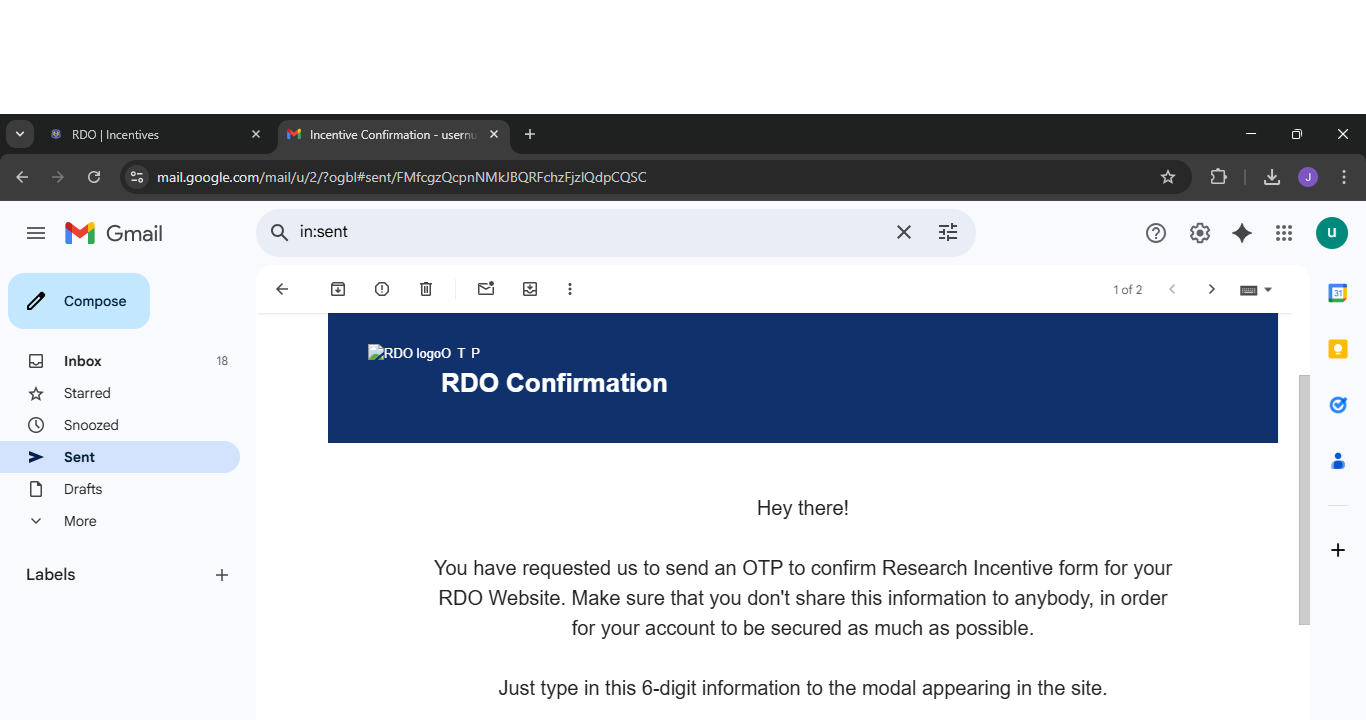 RDO | Incentives
Incentive Confirmation - usernu
mail.google.com/mail/u/2/?ogbl#sent/FMfcgzQcpnNMkJBQRFchzFjzlQdpCQSC
J
Gmail
in:sent
u
Compose
1 of 2
31
Inbox 18
Starred
Snoozed
Sent
Drafts
More
Labels
RDO logoO T P
RDO Confirmation
Hey there!
You have requested us to send an OTP to confirm Research Incentive form for your
RDO Website. Make sure that you don't share this information to anybody, in order
for your account to be secured as much as possible.
Just type in this 6-digit information to the modal appearing in the site.